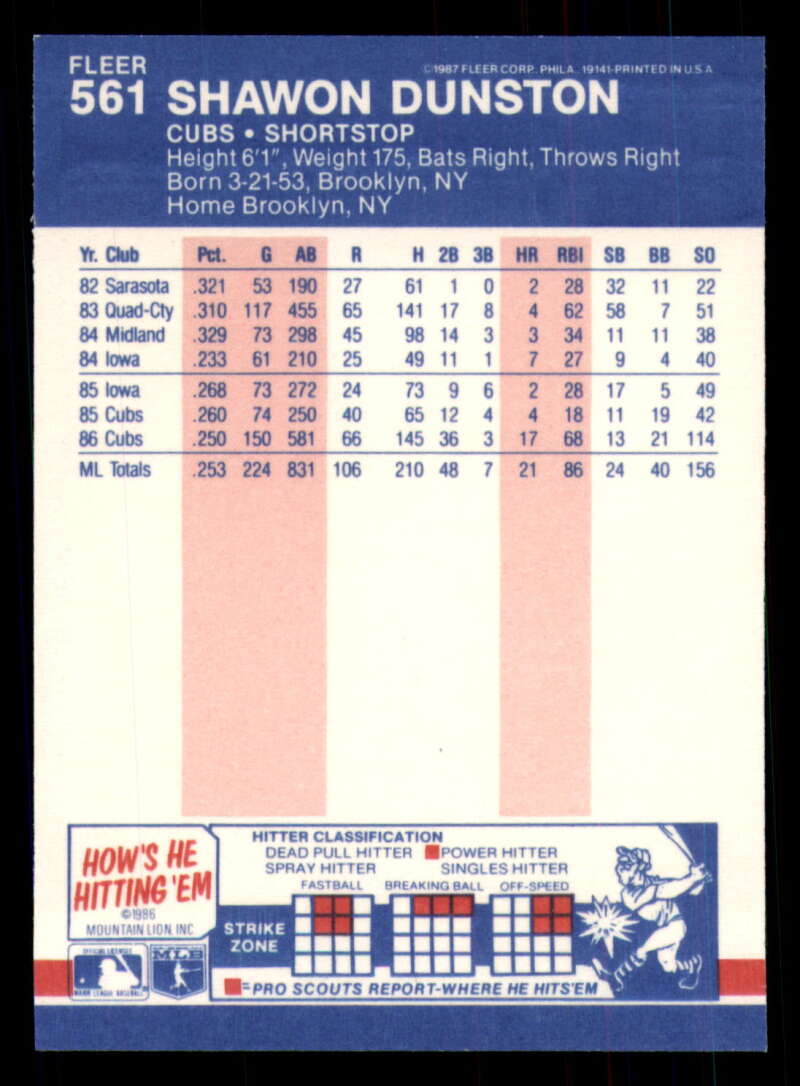 FLEER
©1987 FLEER CORP. PHILA. 19141-PRINTED IN U.S.A.
561 SHAWON DUNSTON
CUBS • SHORTSTOP
Height 6'1", Weight 175, Bats Right, Throws Right
Born 3-21-53, Brooklyn, NY
Home Brooklyn, NY
Yr. Club Pct. G AB R H 2B 3B HR RBI SB BB SO
82 Sarasota .321 53 190 27 61 1 0 2 28 32 11 22
83 Quad-Cty .310 117 455 65 141 17 8 4 62 58 7 51
84 Midland .329 73 298 45 98 14 3 3 34 11 11 38
84 Iowa .233 61 210 25 49 11 1 7 27 9 4 40
85 Iowa .268 73 272 24 73 9 6 2 28 17 5 49
85 Cubs .260 74 250 40 65 12 4 4 18 11 19 42
86 Cubs .250 150 581 66 145 36 3 17 68 13 21 114
ML Totals .253 224 831 106 210 48 7 21 86 24 40 156
HOW'S HE
HITTING 'EM
©1986
MOUNTAIN LION, INC
HITTER CLASSIFICATION
DEAD PULL HITTER POWER HITTER
SPRAY HITTER SINGLES HITTER
FASTBALL BREAKING BALL OFF-SPEED
STRIKE
ZONE
=PRO SCOUTS REPORT-WHERE HE HITS'EM
OFFICIAL LICENSEE
MAJOR LEAGUE BASEBALL
MLB